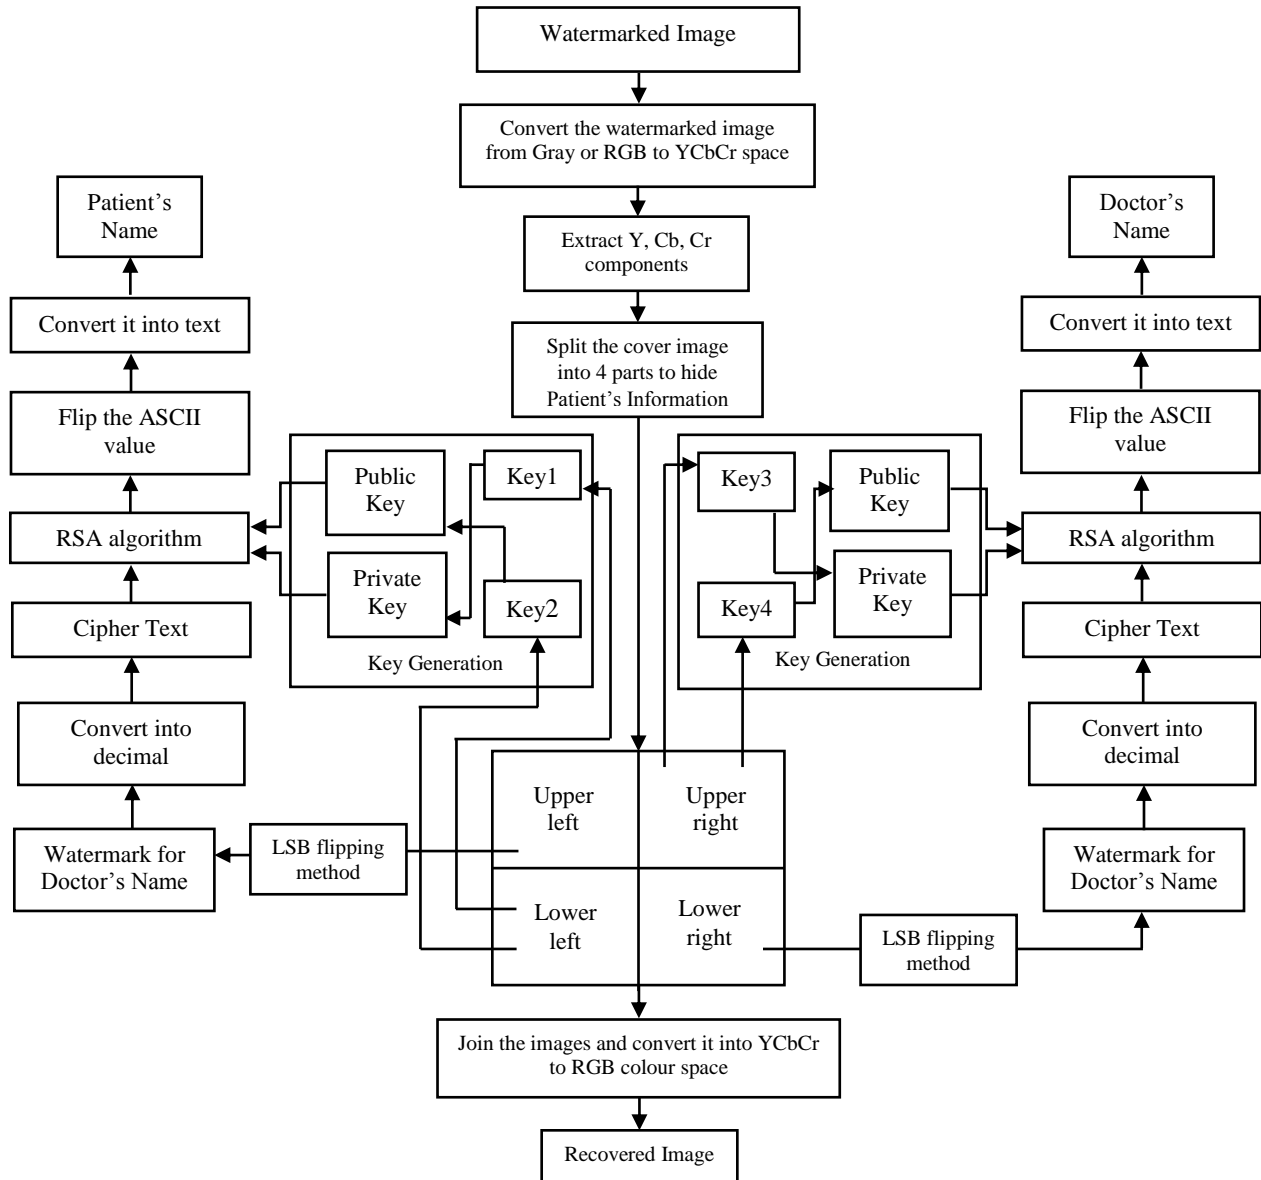 Watermarked Image
Convert the watermarked image
from Gray or RGB to YCbCr space
Extract Y, Cb, Cr
components
Split the cover image
into 4 parts to hide
Patient’s Information
Patient’s
Name
Convert it into text
Flip the ASCII
value
RSA algorithm
Cipher Text
Convert into
decimal
Watermark for
Doctor’s Name
LSB flipping
method
Public
Key
Private
Key
Key1
Key2
Key Generation
Key3
Key4
Public
Key
Private
Key
Key Generation
Doctor’s
Name
Convert it into text
Flip the ASCII
value
RSA algorithm
Cipher Text
Convert into
decimal
Watermark for
Doctor’s Name
LSB flipping
method
Upper
left
Upper
right
Lower
left
Lower
right
Join the images and convert it into YCbCr
to RGB colour space
Recovered Image